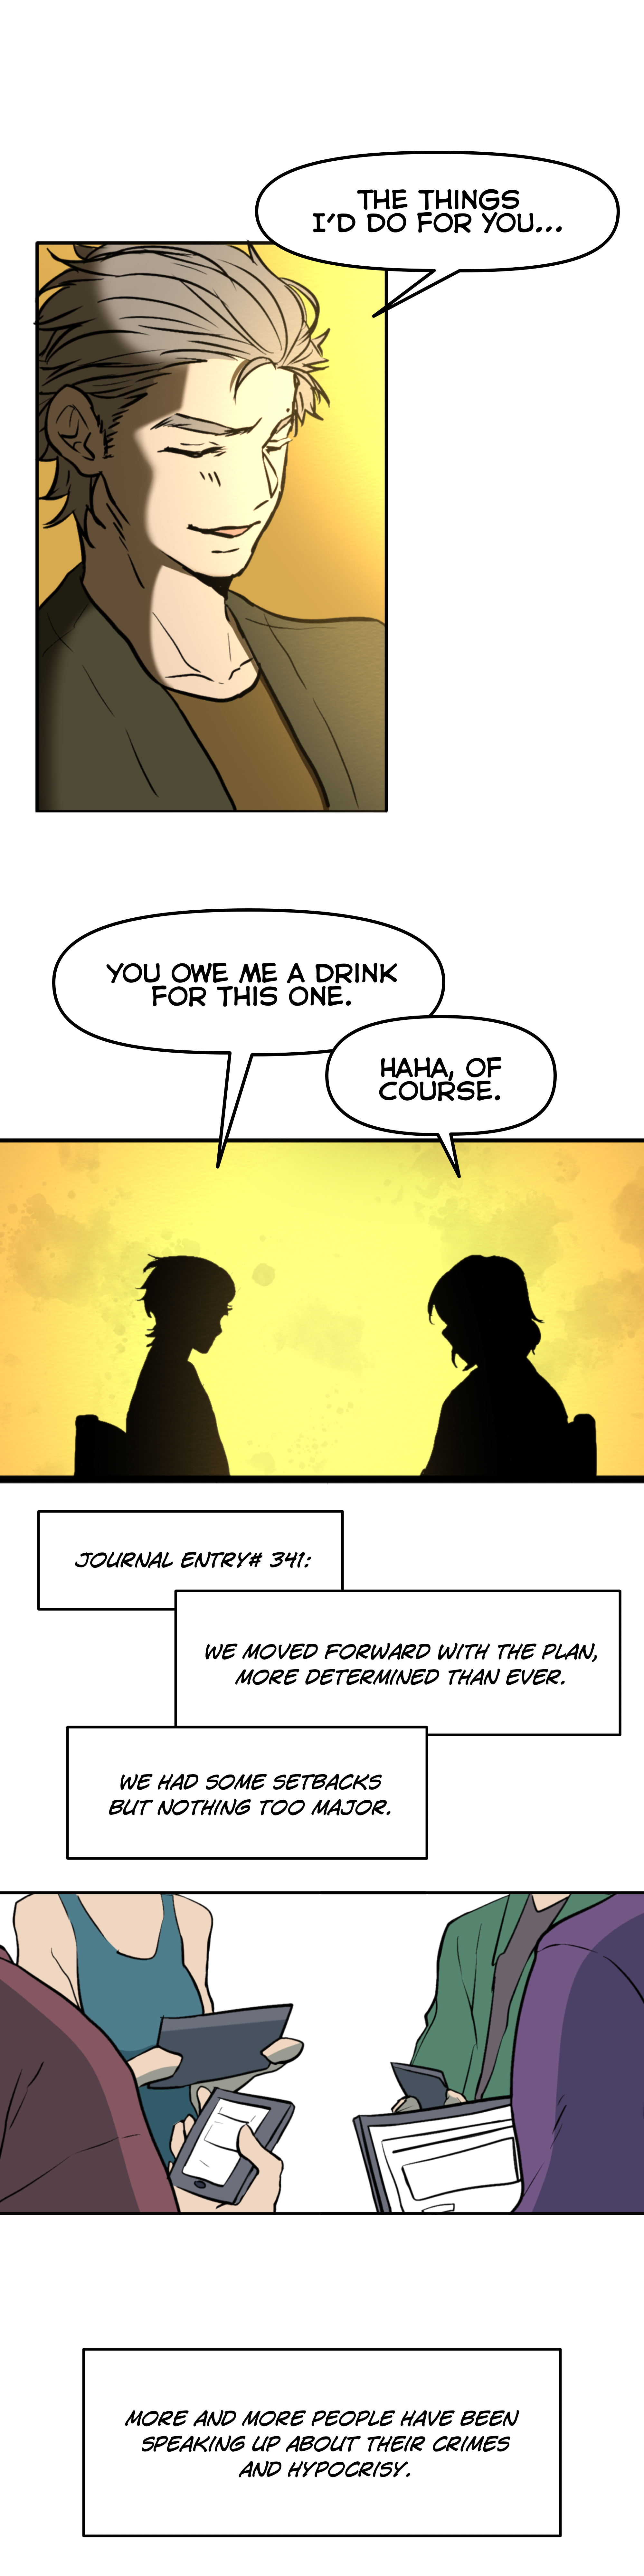 THE THINGS
I'D DO FOR YOU...
YOU OWE ME A DRINK
FOR THIS ONE.
HAHA, OF
COURSE.
JOURNAL ENTRY# 341:
WE MOVED FORWARD WITH THE PLAN,
MORE DETERMINED THAN EVER.
WE HAD SOME SETBACKS
BUT NOTHING TOO MAJOR.
MORE AND MORE PEOPLE HAVE BEEN
SPEAKING UP ABOUT THEIR CRIMES
AND HYPOCRISY.